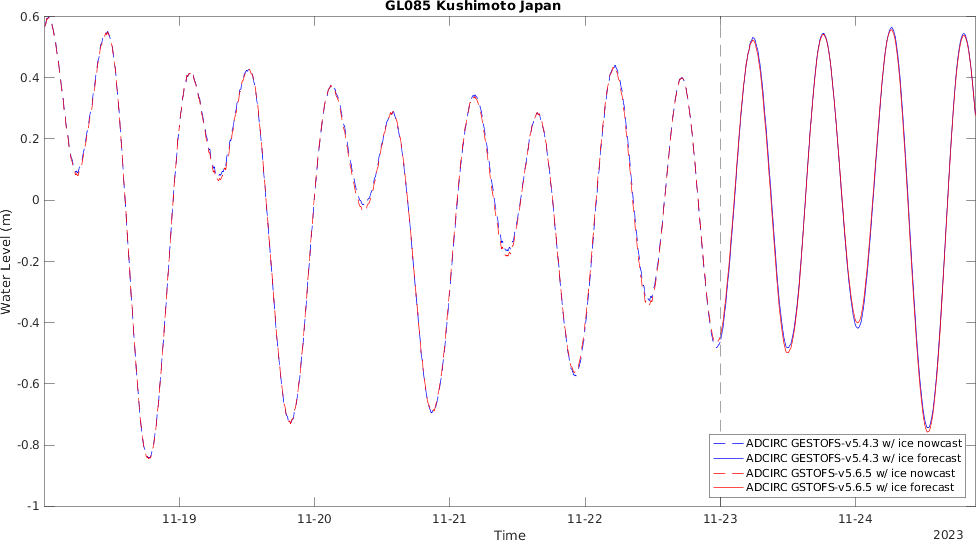 GL085 Kushimoto Japan
0.6
0.4
0.2
0
-0.2
-0.4
-0.6
-0.8
-1
Water Level (m)
11-19
11-20
11-21
11-22
11-23
11-24
Time
2023
ADCIRC GESTOFS-v5.4.3 w/ ice nowcast
ADCIRC GESTOFS-v5.4.3 w/ ice forecast
ADCIRC GSTOFS-v5.6.5 w/ ice nowcast
ADCIRC GSTOFS-v5.6.5 w/ ice forecast